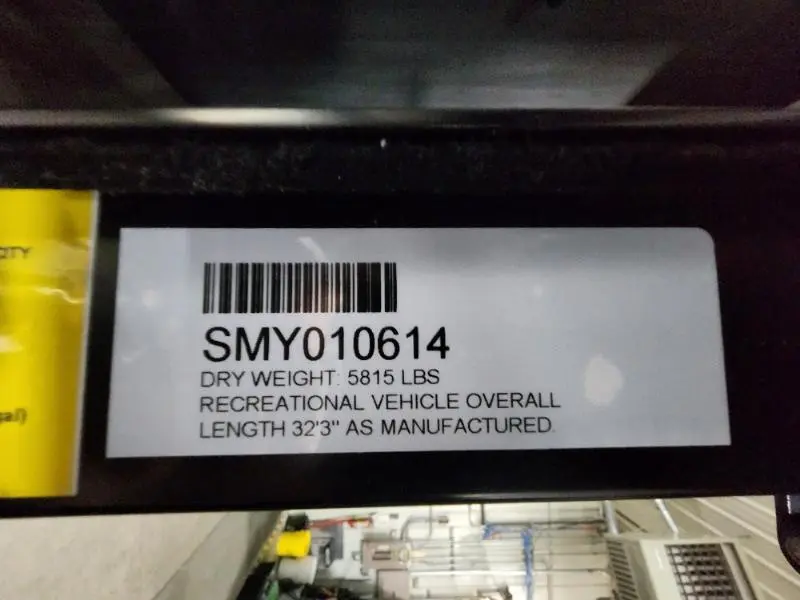 SMY010614
DRY WEIGHT: 5815 LBS
RECREATIONAL VEHICLE OVERALL
LENGTH 32'3" AS MANUFACTURED.